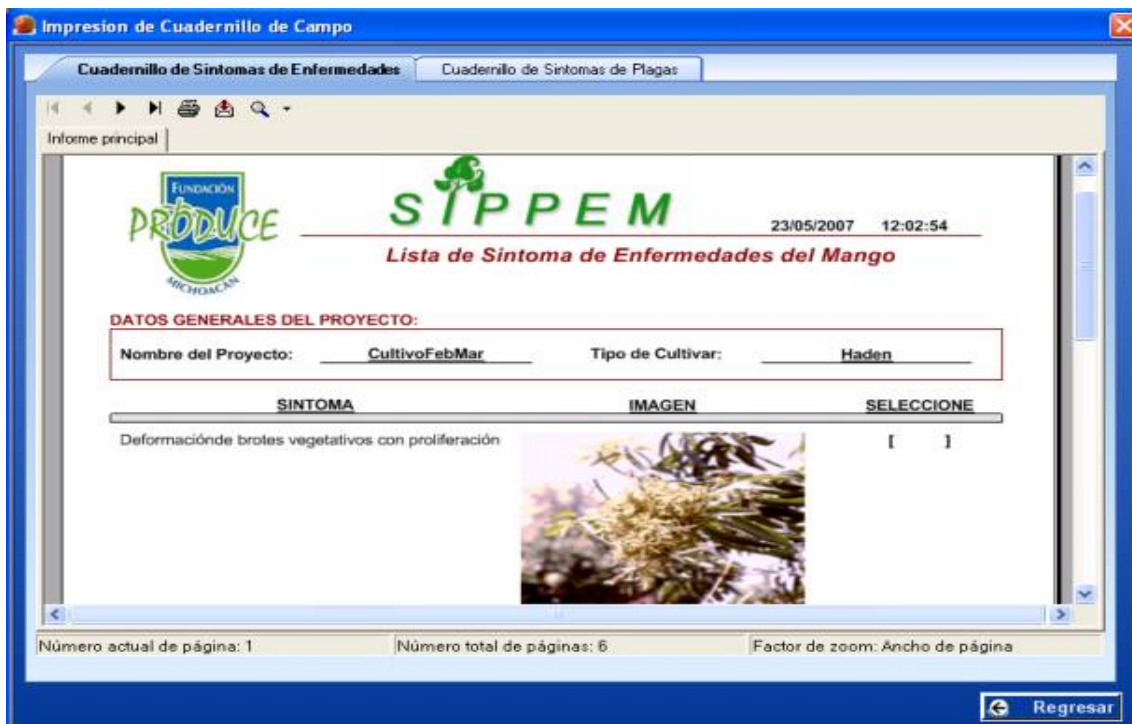 Impresion de Cuadernillo de Campo
Cuadernillo de Sintomas de Enfermedades Cuadernillo de Sintomas de Plagas
Informe principal
FUNDACIÓN
PRODUCE
MICHOACÁN
SIPPEM
23/05/2007 12:02:54
Lista de Sintoma de Enfermedades del Mango
DATOS GENERALES DEL PROYECTO:
Nombre del Proyecto: CultivoFebMar Tipo de Cultivar: Haden
SINTOMA IMAGEN SELECCIONE
Deformaciónde brotes vegetativos con proliferación [ ]
Número actual de página: 1 Número total de páginas: 6 Factor de zoom: Ancho de página
Regresar